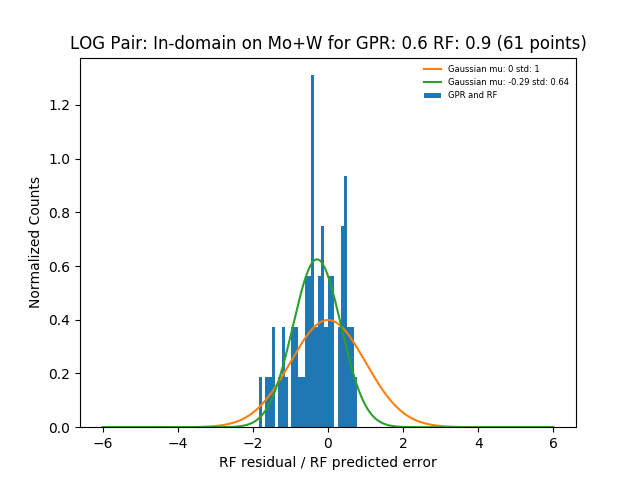 LOG Pair: In-domain on Mo+W for GPR: 0.6 RF: 0.9 (61 points)
Gaussian mu: 0 std: 1
Gaussian mu: -0.29 std: 0.64
GPR and RF
Normalized Counts
1.2
1.0
0.8
0.6
0.4
0.2
0.0
−6 −4 −2 0 2 4 6
RF residual / RF predicted error